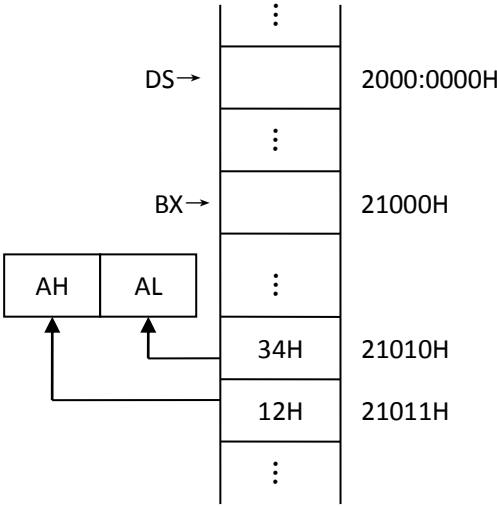 ⋮
DS→ 2000:0000H
⋮
BX→ 21000H
AH AL ⋮
34H 21010H
12H 21011H
⋮